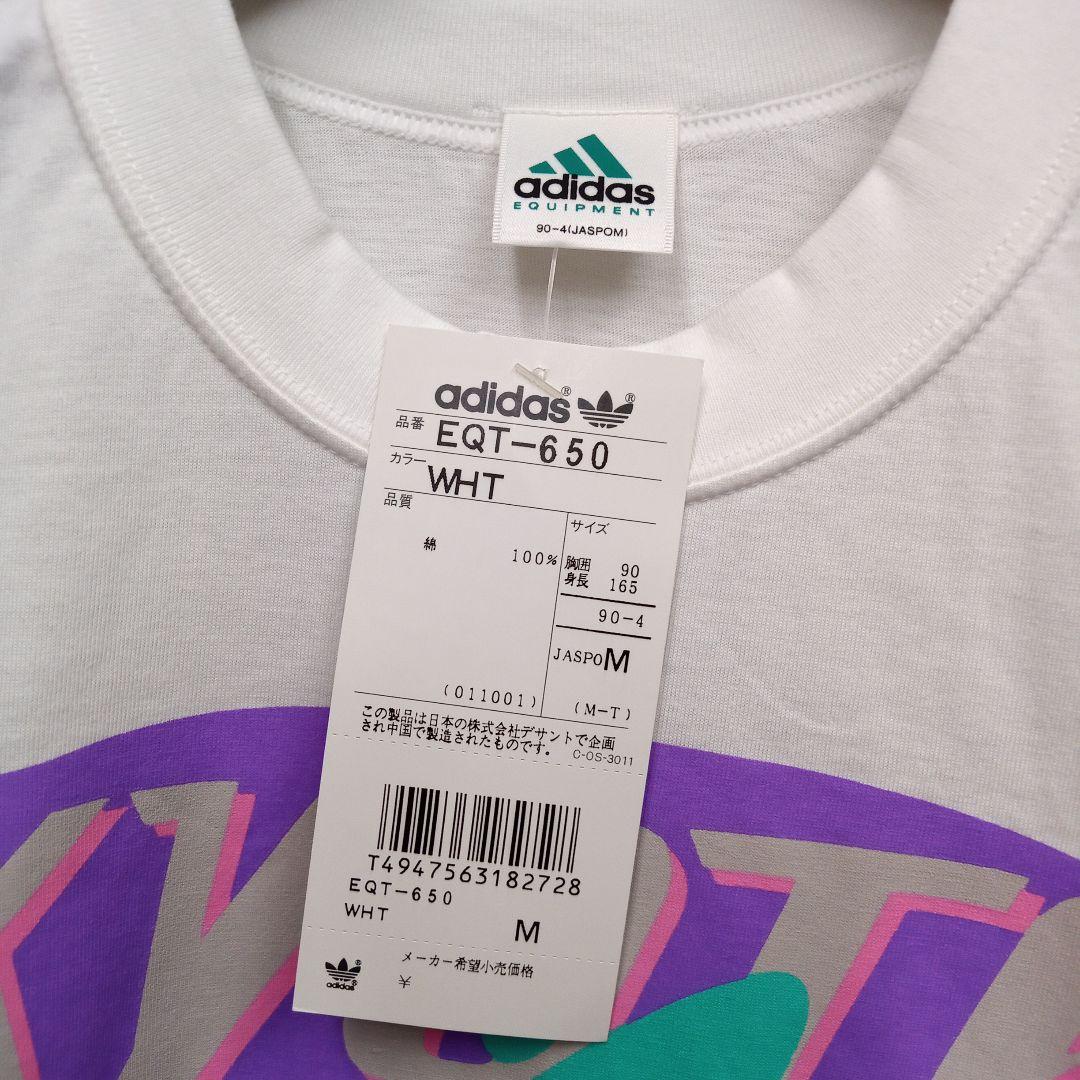 adidas
EQUIPMENT
90-4(JASPOM)
adidas® ®
品番 EQT-650
カラー WHT
品質
綿 100%
(011001)
サイズ
胸囲 90
身長 165
90-4
JASPO M
(M-T)
この製品は日本の株式会社デサントで企画
され中国で製造されたものです。 C-OS-3011
T4947563182728
EQT-650
WHT M
adidas®
メーカー希望小売価格
¥